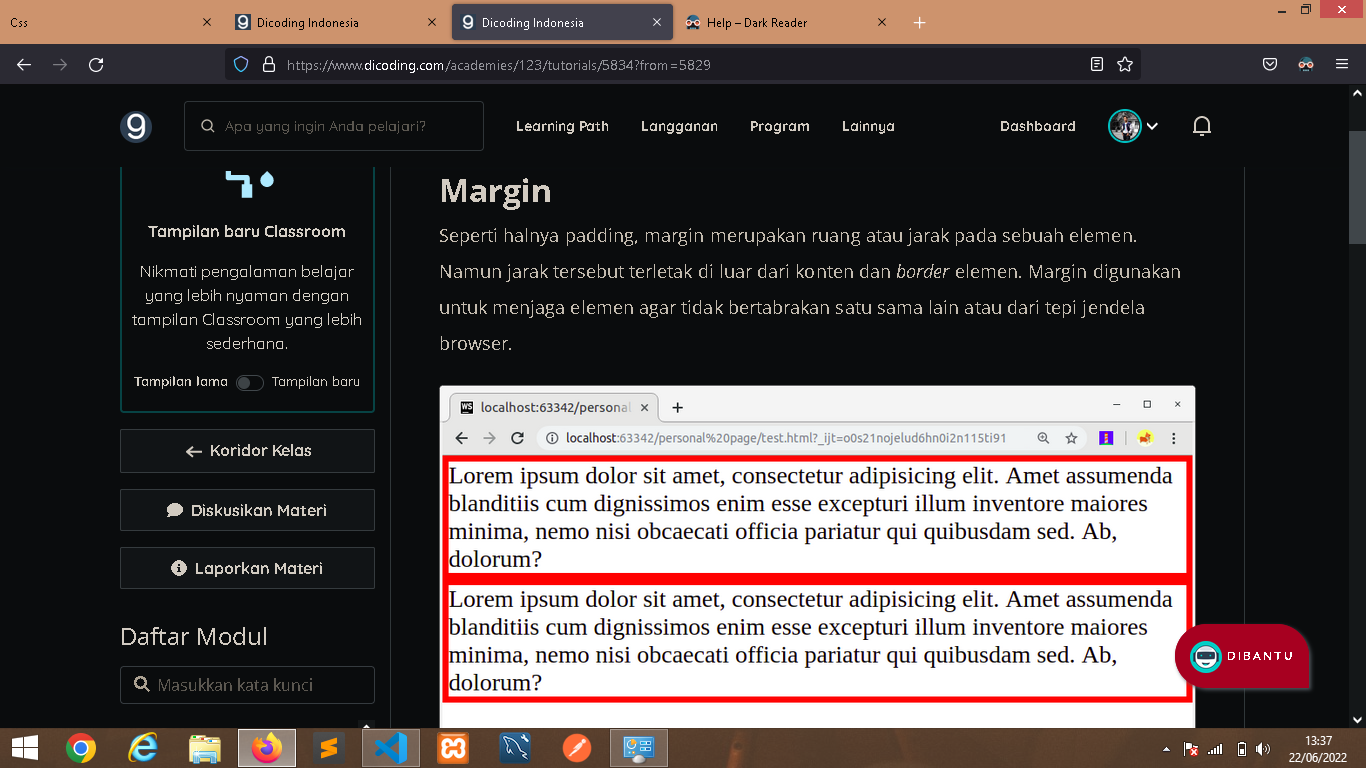 Css
Dicoding Indonesia
Dicoding Indonesia
Help – Dark Reader
https://www.dicoding.com/academies/123/tutorials/5834?from=5829
Apa yang ingin Anda pelajari?
Learning Path
Langganan
Program
Lainnya
Dashboard
Tampilan baru Classroom
Nikmati pengalaman belajar
yang lebih nyaman dengan
tampilan Classroom yang lebih
sederhana.
Tampilan lama
Tampilan baru
Koridor Kelas
Diskusikan Materi
Laporkan Materi
Daftar Modul
Masukkan kata kunci
Margin
Seperti halnya padding, margin merupakan ruang atau jarak pada sebuah elemen.
Namun jarak tersebut terletak di luar dari konten dan border elemen. Margin digunakan
untuk menjaga elemen agar tidak bertabrakan satu sama lain atau dari tepi jendela
browser.
WS
localhost:63342/personal
localhost:63342/personal%20page/test.html?_ijt=o0s21nojelud6hn0i2n115ti91
Lorem ipsum dolor sit amet, consectetur adipisicing elit. Amet assumenda
blanditiis cum dignissimos enim esse excepturi illum inventore maiores
minima, nemo nisi obcaecati officia pariatur qui quibusdam sed. Ab,
dolorum?
Lorem ipsum dolor sit amet, consectetur adipisicing elit. Amet assumenda
blanditiis cum dignissimos enim esse excepturi illum inventore maiores
minima, nemo nisi obcaecati officia pariatur qui quibusdam sed. Ab,
dolorum?
DIBANTU
13:37
22/06/2022